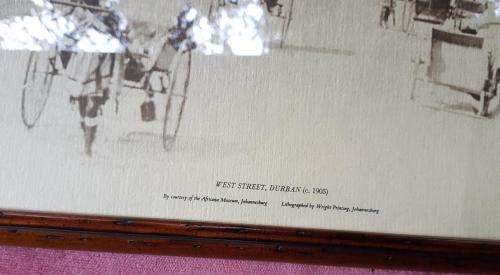 WEST STREET, DURBAN (c. 1905)
By courtesy of the Africana Museum, Johannesburg Lithographed by Wright Printing, Johannesburg